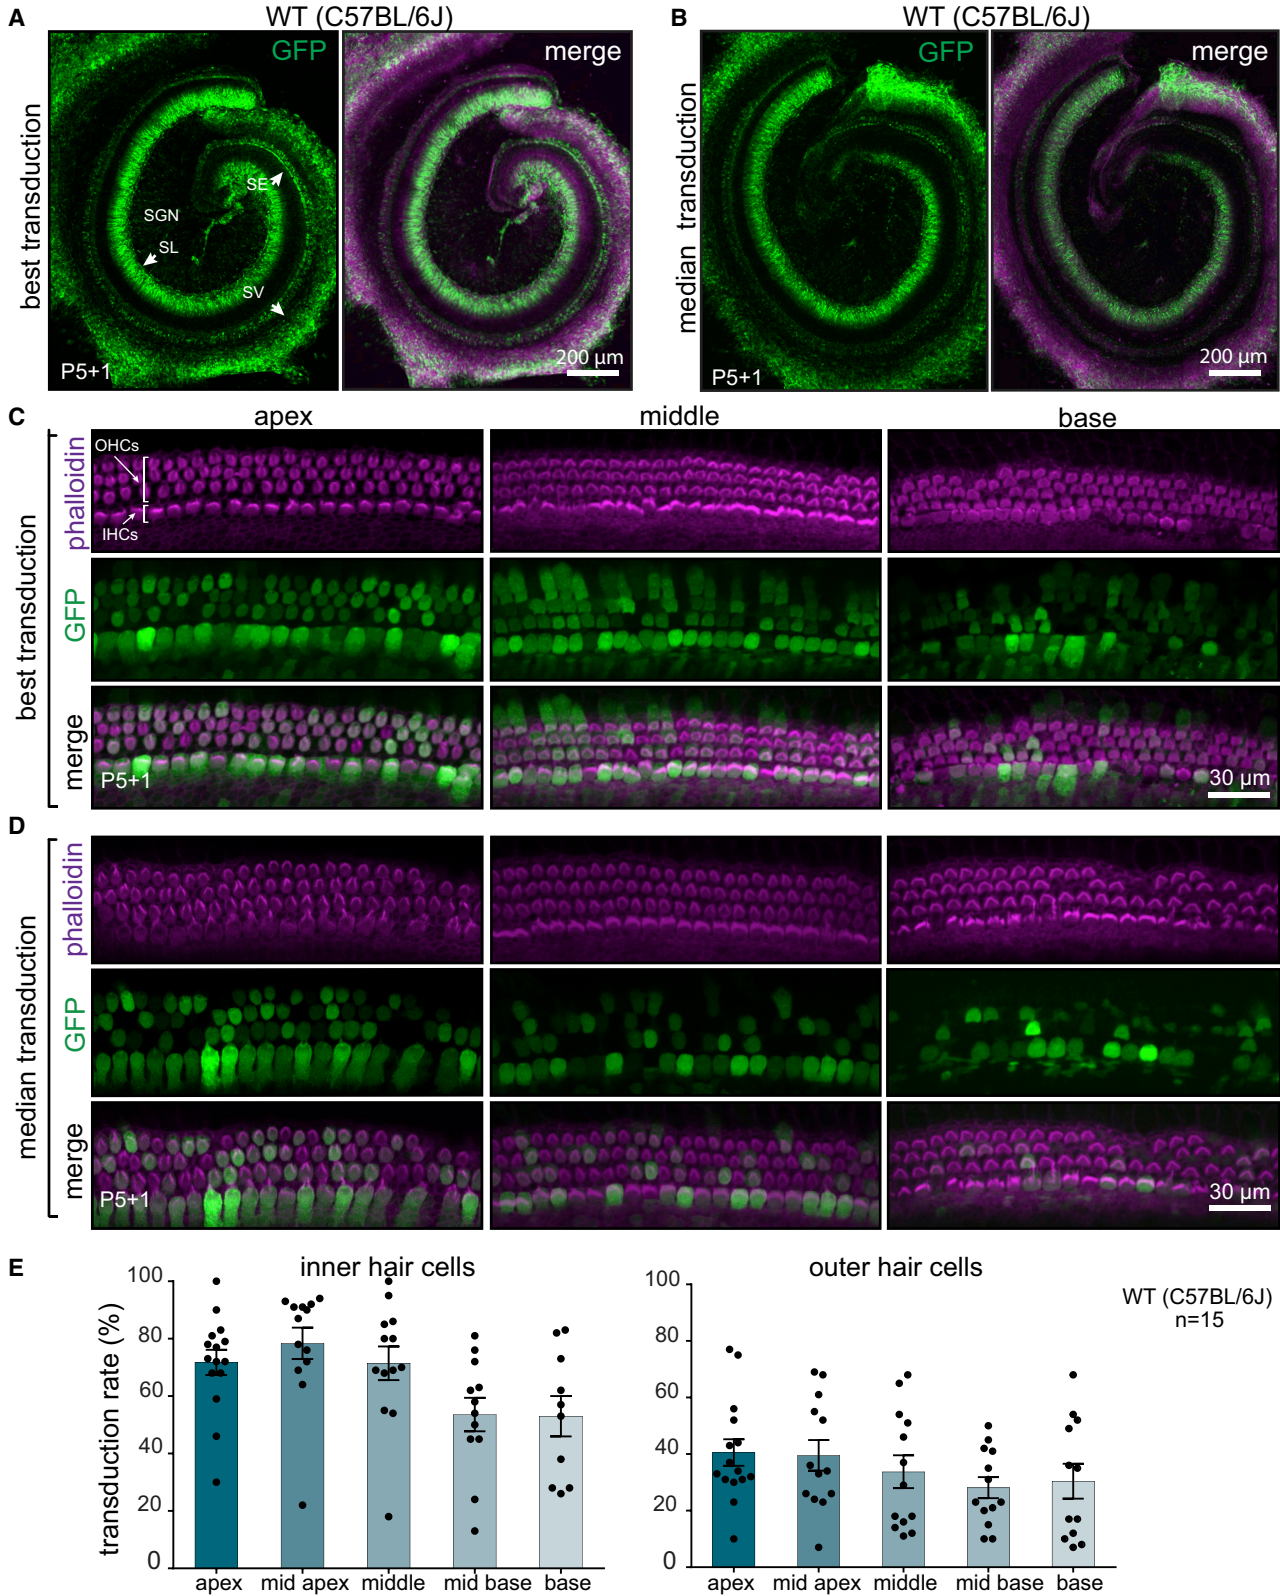 A
WT (C57BL/6J)
best transduction
GFP
merge
SE
SGN
SL
SV
P5+1
200 µm
B
WT (C57BL/6J)
median transduction
GFP
merge
P5+1
200 µm
C
apex
middle
base
best transduction
phalloidin
OHCs
IHCs
GFP
merge
P5+1
30 µm
D
median transduction
phalloidin
GFP
merge
P5+1
30 µm
E
inner hair cells
transduction rate (%)
100
80
60
40
20
0
apex
mid apex
middle
mid base
base
outer hair cells
100
80
60
40
20
0
apex
mid apex
middle
mid base
base
WT (C57BL/6J)
n=15